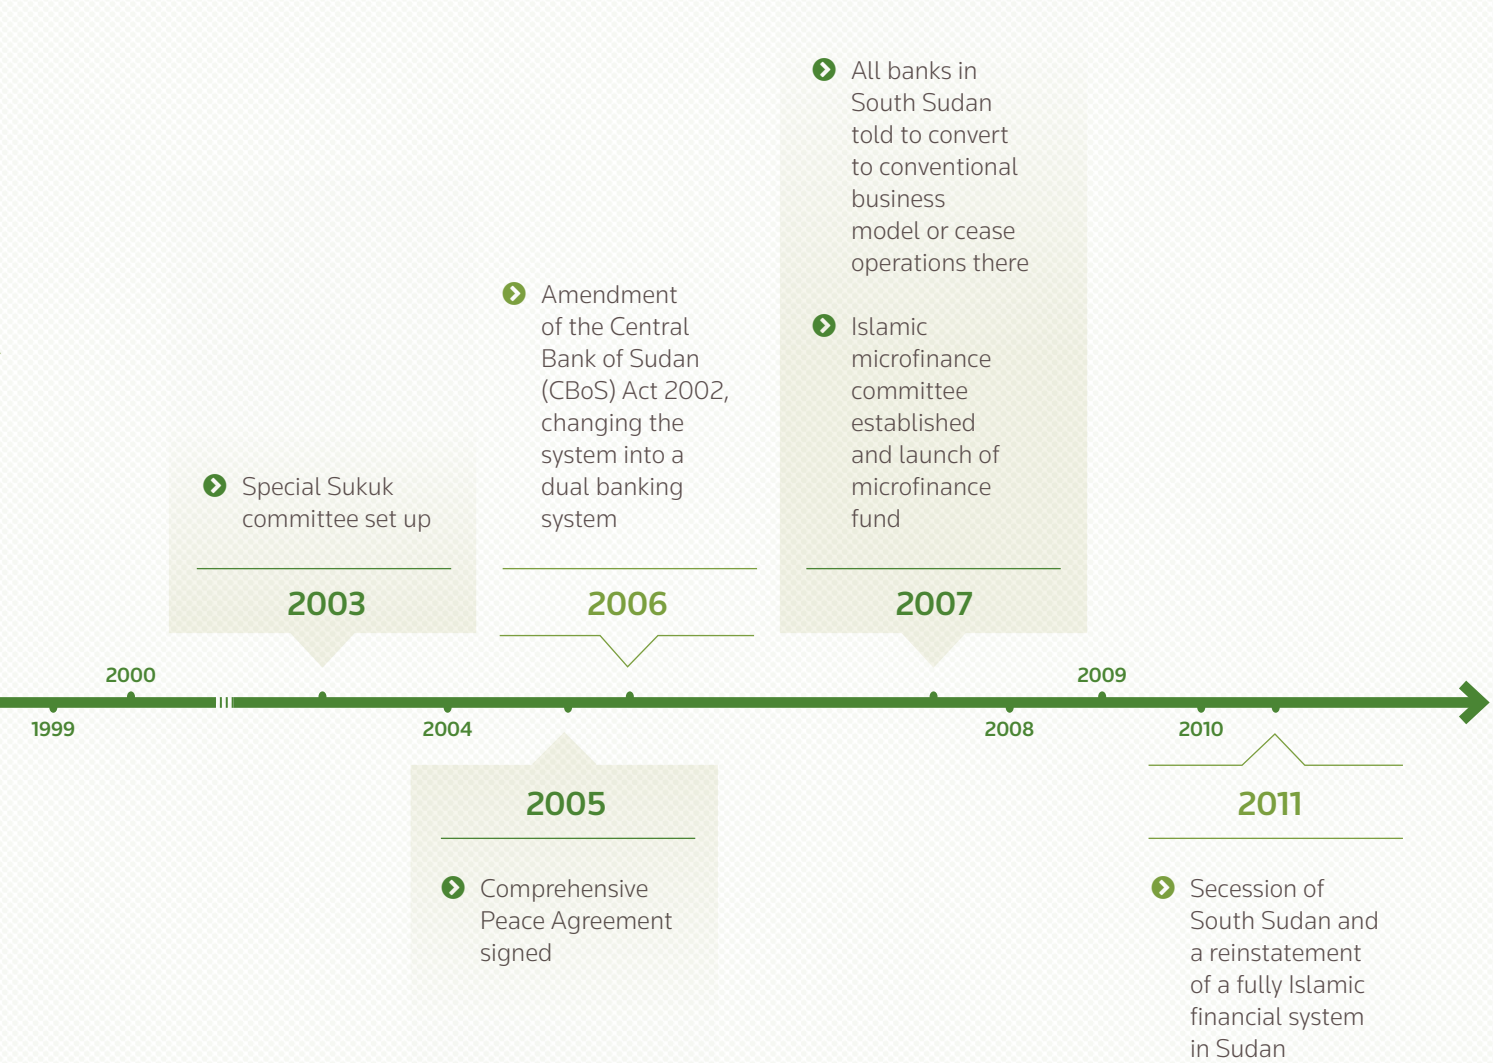 All banks in
South Sudan
told to convert
to conventional
business
model or cease
operations there
Islamic
microfinance
committee
established
and launch of
microfinance
fund
2007
Amendment
of the Central
Bank of Sudan
(CBoS) Act 2002,
changing the
system into a
dual banking
system
2006
Special Sukuk
committee set up
2003
2000
2009
1999
2004
2008
2010
2005
Comprehensive
Peace Agreement
signed
2011
Secession of
South Sudan and
a reinstatement
of a fully Islamic
financial system
in Sudan